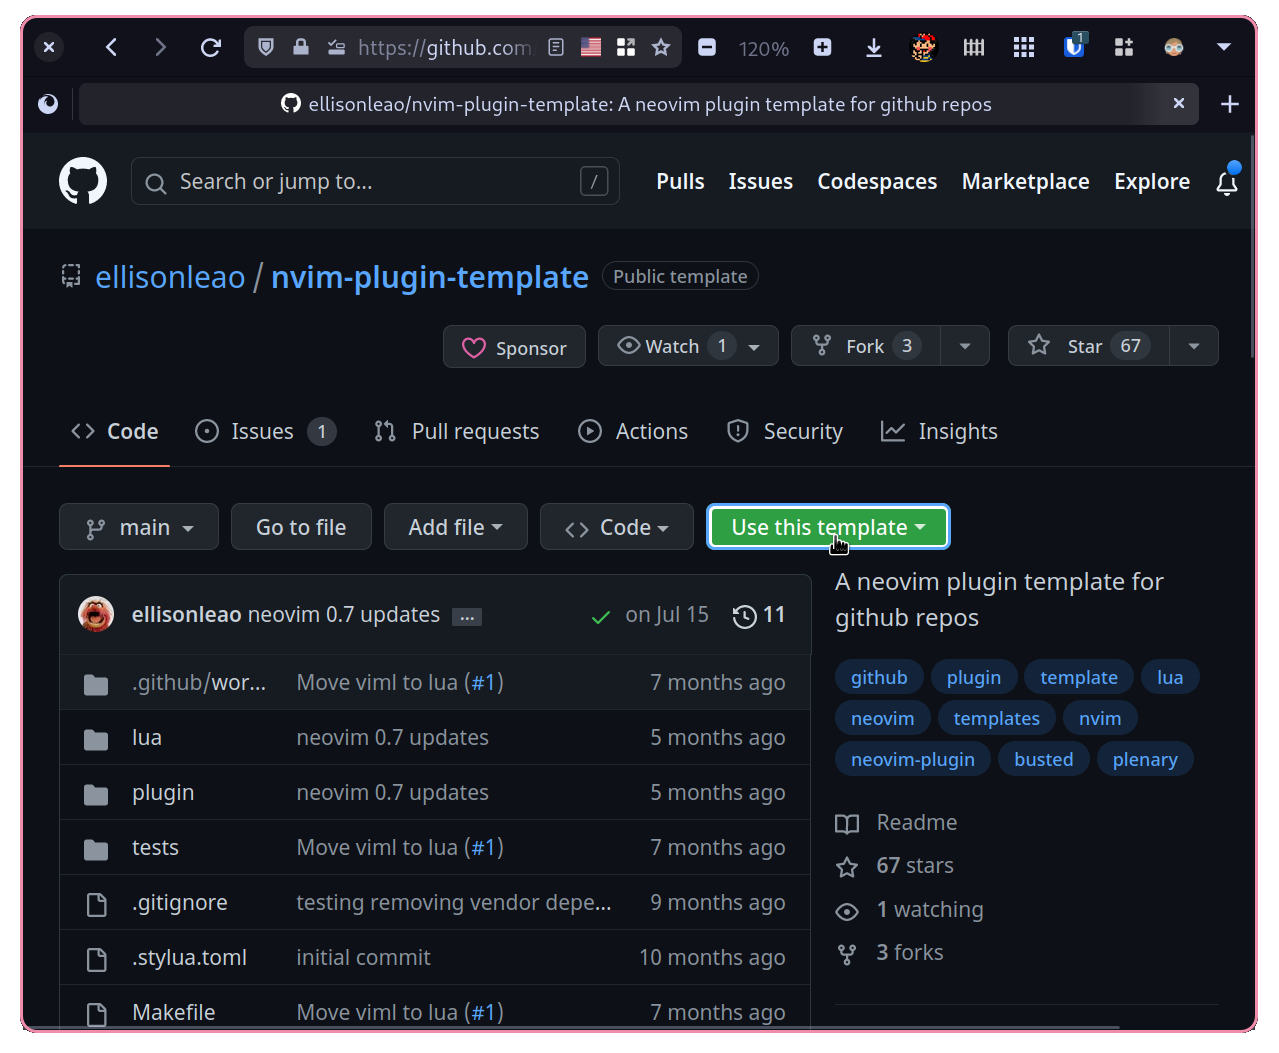 https://github.com 120% 1
ellisonleao/nvim-plugin-template: A neovim plugin template for github repos
Search or jump to... / Pulls Issues Codespaces Marketplace Explore
ellisonleao / nvim-plugin-template Public template
Sponsor Watch 1 Fork 3 Star 67
Code Issues 1 Pull requests Actions Security Insights
main Go to file Add file Code Use this template
ellisonleao neovim 0.7 updates ... on Jul 15 11
.github/wor... Move viml to lua (#1) 7 months ago
lua neovim 0.7 updates 5 months ago
plugin neovim 0.7 updates 5 months ago
tests Move viml to lua (#1) 7 months ago
.gitignore testing removing vendor depe... 9 months ago
.stylua.toml initial commit 10 months ago
Makefile Move viml to lua (#1) 7 months ago
A neovim plugin template for
github repos
github plugin template lua
neovim templates nvim
neovim-plugin busted plenary
Readme
67 stars
1 watching
3 forks